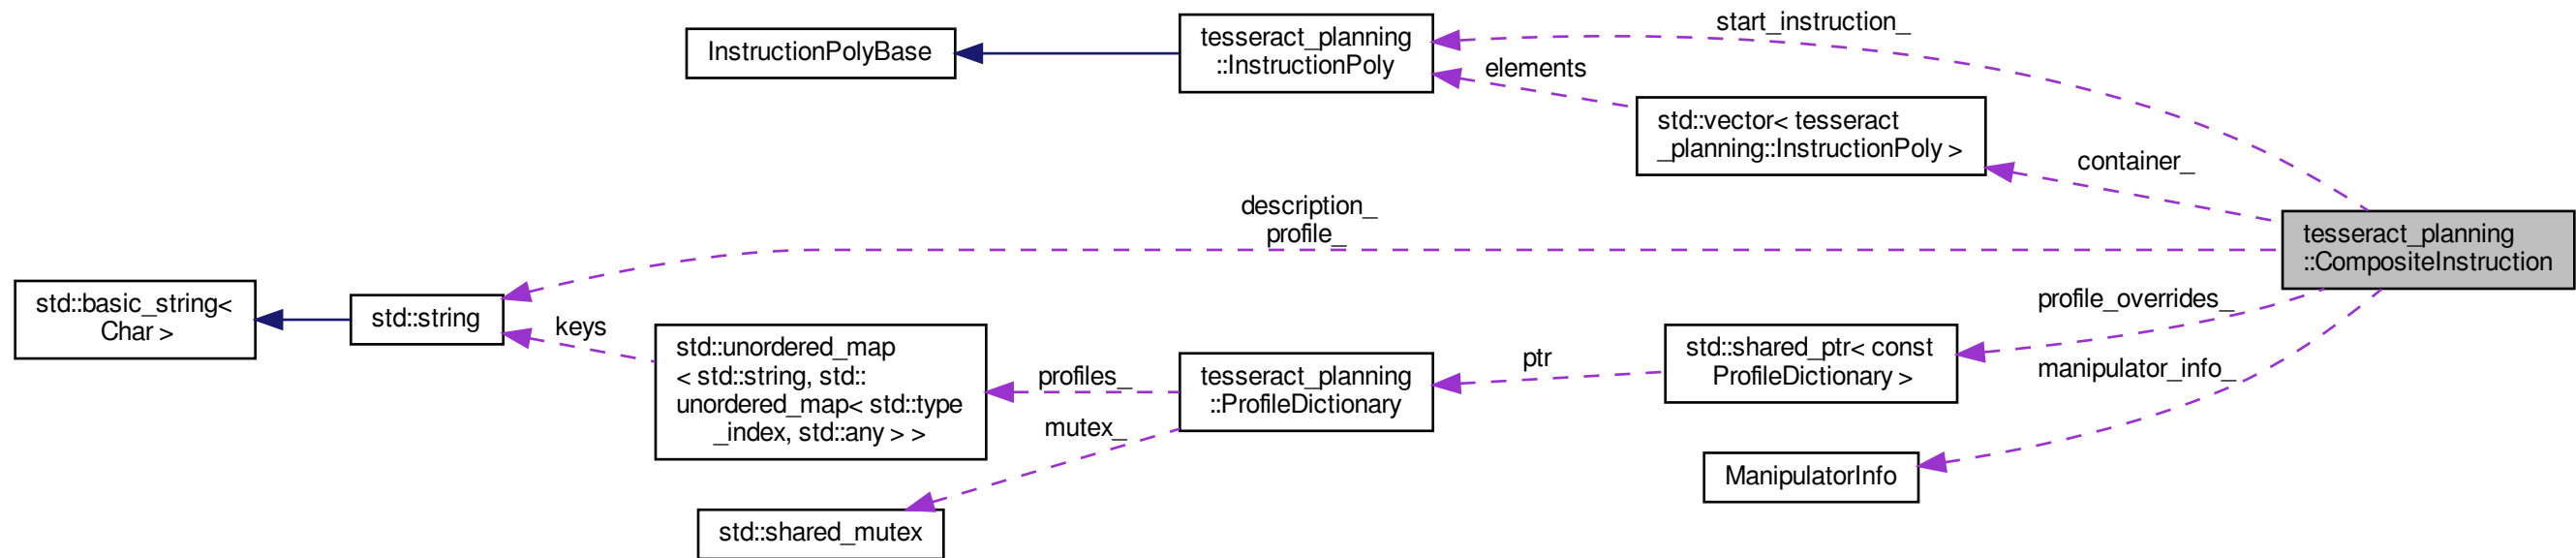 start_instruction_
InstructionPolyBase
tesseract_planning
::InstructionPoly
elements
std::vector< tesseract
_planning::InstructionPoly >
container_
description_
profile_
tesseract_planning
::CompositeInstruction
std::basic_string<
Char >
std::string
keys
std::unordered_map
< std::string, std::
unordered_map< std::type
_index, std::any > >
profiles_
mutex_
tesseract_planning
::ProfileDictionary
ptr
std::shared_ptr< const
ProfileDictionary >
profile_overrides_
manipulator_info_
ManipulatorInfo
std::shared_mutex